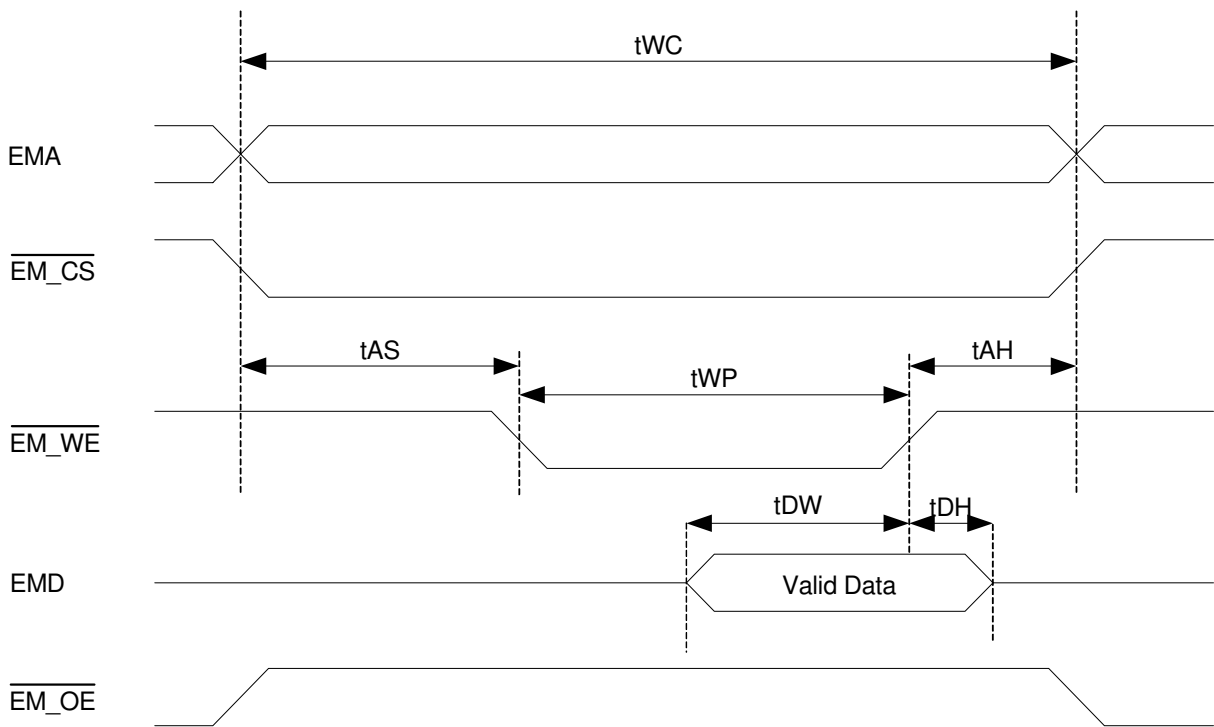 tWC
EMA
EM_CS
tAS
tWP
tAH
EM_WE
tDW
tDH
EMD
Valid Data
EM_OE